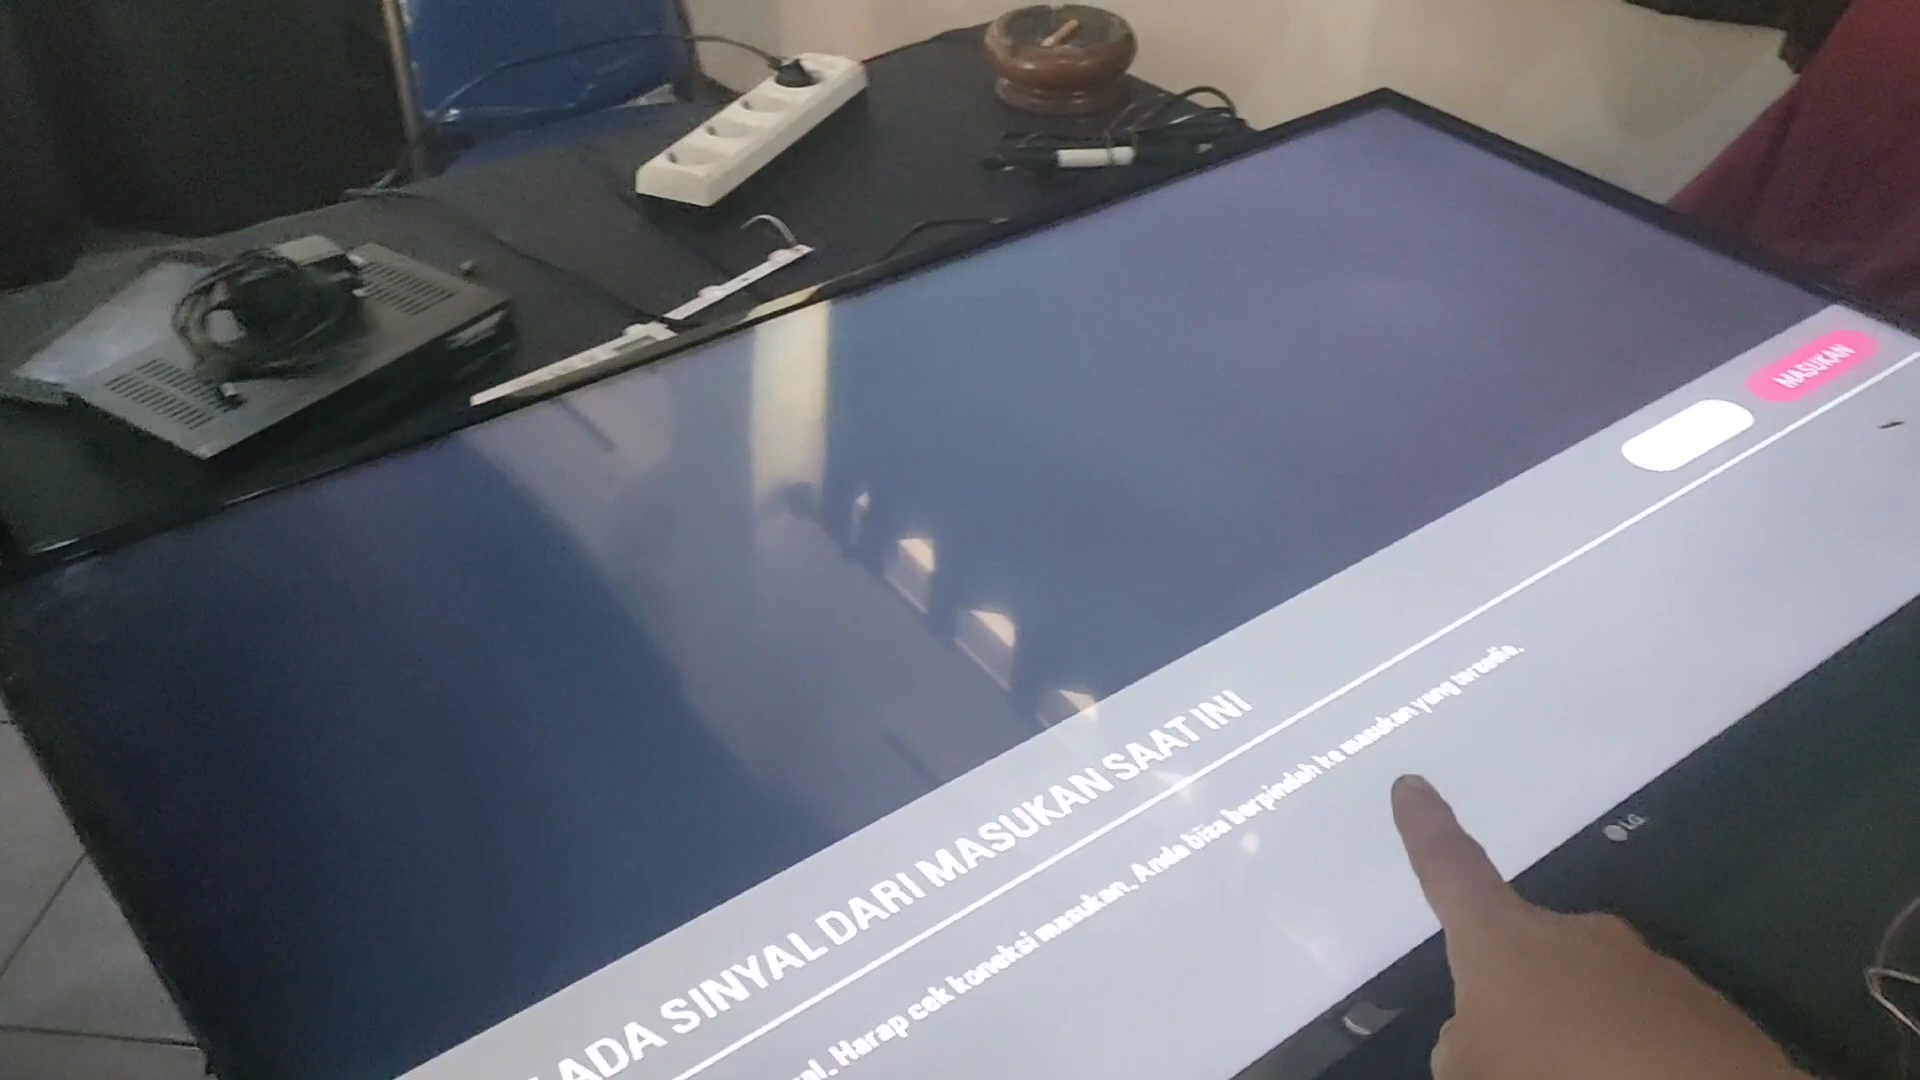 ADA SINYAL DARI MASUKAN SAAT INI
Harap cek koneksi masukan. Anda bisa berpindah ke masukan yang tersedia.
MASUKAN
LG